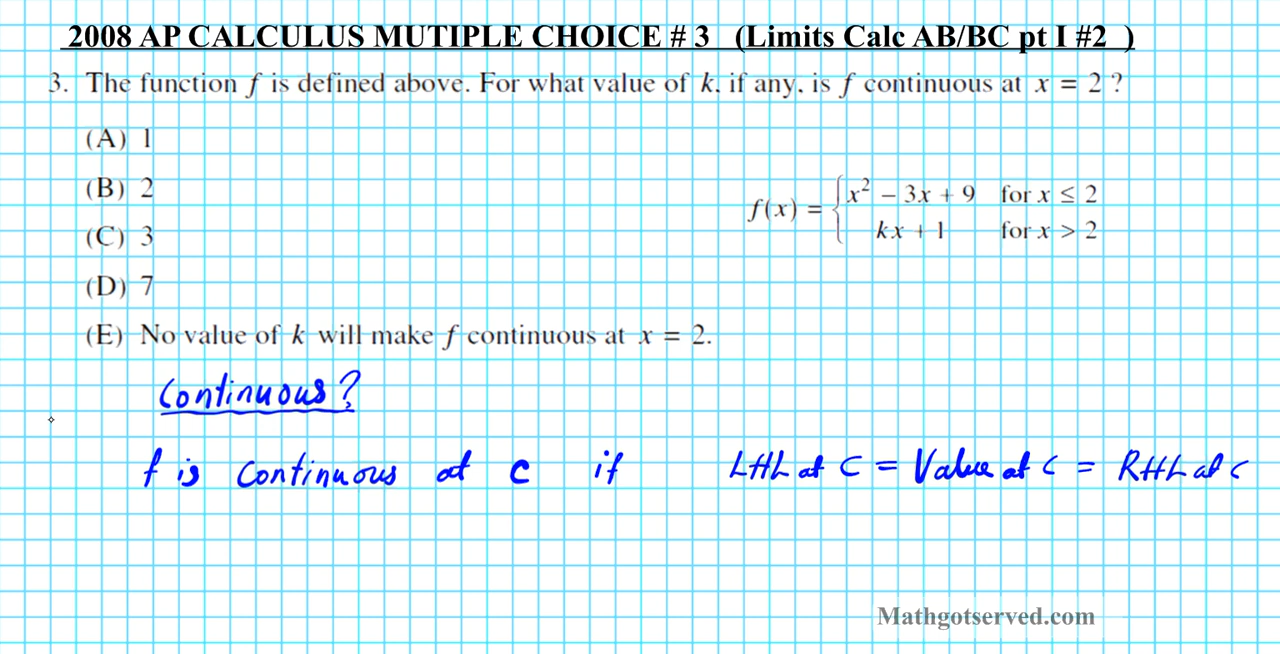 2008 AP CALCULUS MUTIPLE CHOICE # 3 (Limits Calc AB/BC pt I #2 )
3. The function f is defined above. For what value of k, if any, is f continuous at x = 2 ?
(A) 1
(B) 2
(C) 3
(D) 7
(E) No value of k will make f continuous at x = 2.
f(x) = { x² − 3x + 9 for x ≤ 2
kx + 1 for x > 2
Continuous?
f is continuous at c if LHL at c = Value at c = RHL at c
Mathgotserved.com